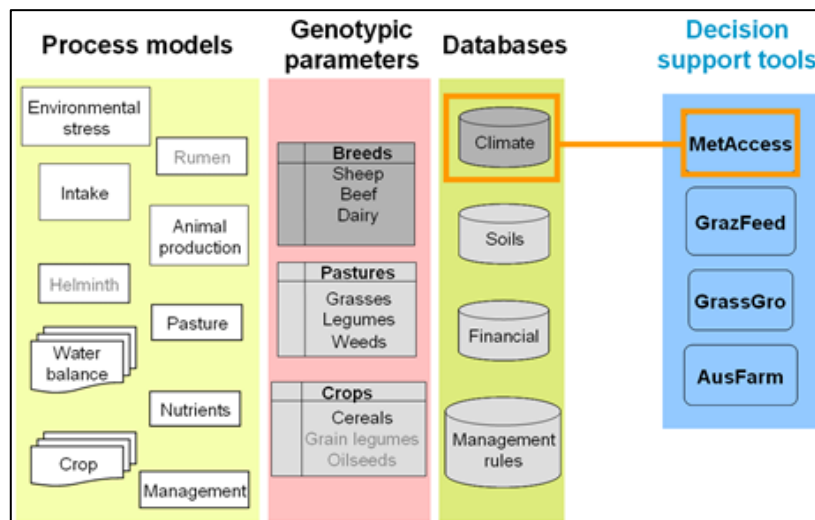 Process models
Genotypic
parameters
Databases
Decision
support tools
Environmental
stress
Rumen
Intake
Animal
production
Helminth
Pasture
Water
balance
Nutrients
Crop
Management
Breeds
Sheep
Beef
Dairy
Pastures
Grasses
Legumes
Weeds
Crops
Cereals
Grain legumes
Oilseeds
Climate
Soils
Financial
Management
rules
MetAccess
GrazFeed
GrassGro
AusFarm